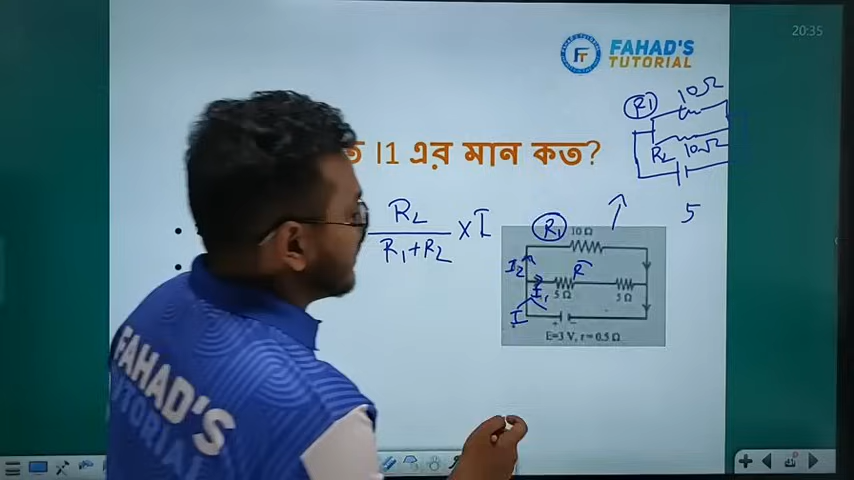 20:35
FAHAD'S
TUTORIAL
R1 10Ω
R2 10Ω
I1 এর মান কত?
R2 / R1+R2 × I
5
R1 10 Ω
I2
R
I1 5 Ω 5 Ω
I
+ −
E=3 V, r = 0.5 Ω
FAHAD'S
TUTORIAL